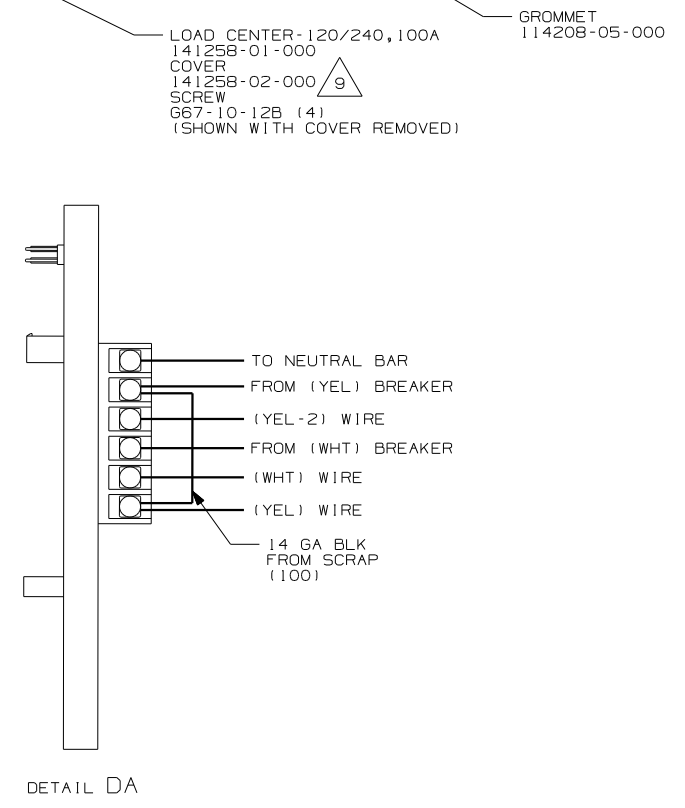 GROMMET
114208-05-000
LOAD CENTER-120/240,100A
141258-01-000
COVER
141258-02-000 9
SCREW
G67-10-12B (4)
(SHOWN WITH COVER REMOVED)
TO NEUTRAL BAR
FROM (YEL) BREAKER
(YEL-2) WIRE
FROM (WHT) BREAKER
(WHT) WIRE
(YEL) WIRE
14 GA BLK
FROM SCRAP
(100)
DETAIL DA